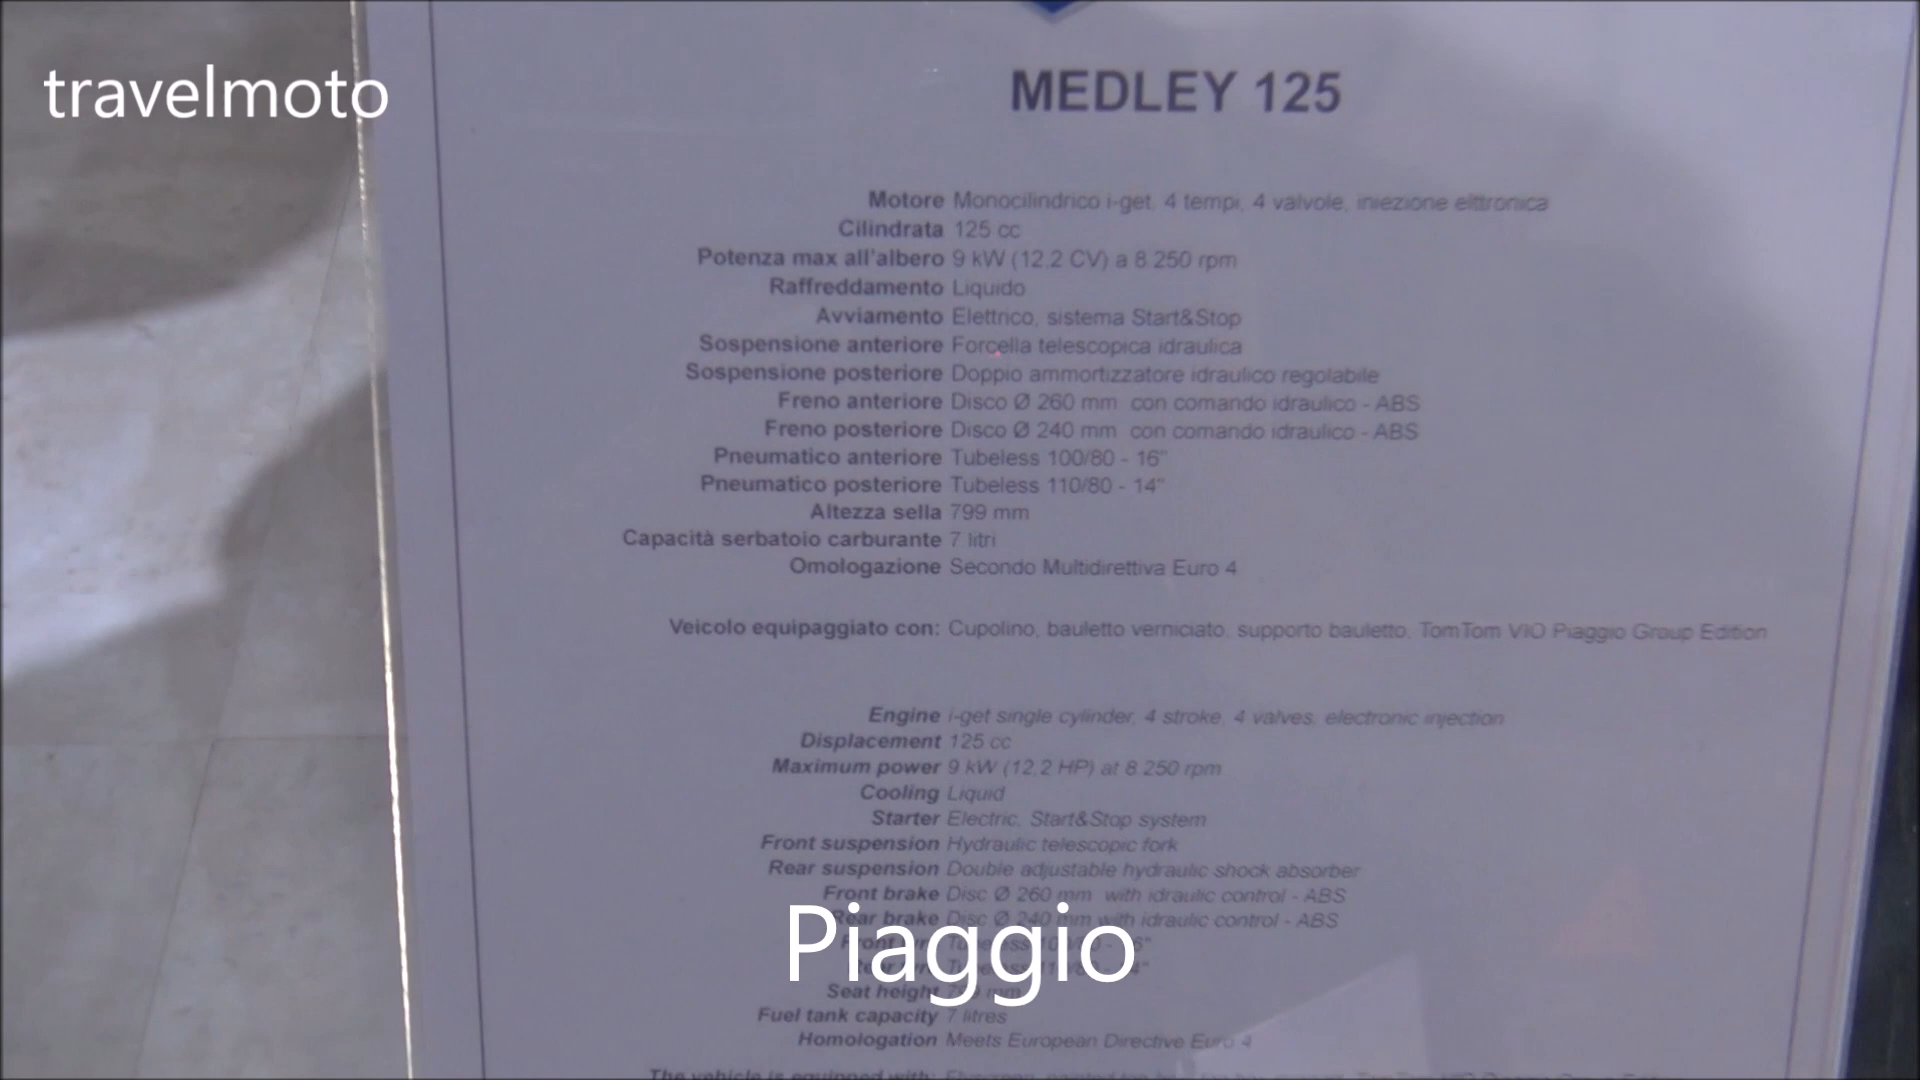 travelmoto
MEDLEY 125
Motore Monocilindrico i-get, 4 tempi, 4 valvole, iniezione elttronica
Cilindrata 125 cc
Potenza max all'albero 9 kW (12,2 CV) a 8.250 rpm
Raffreddamento Liquido
Avviamento Elettrico, sistema Start&Stop
Sospensione anteriore Forcella telescopica idraulica
Sospensione posteriore Doppio ammortizzatore idraulico regolabile
Freno anteriore Disco Ø 260 mm con comando idraulico - ABS
Freno posteriore Disco Ø 240 mm con comando idraulico - ABS
Pneumatico anteriore Tubeless 100/80 - 16"
Pneumatico posteriore Tubeless 110/80 - 14"
Altezza sella 799 mm
Capacità serbatoio carburante 7 litri
Omologazione Secondo Multidirettiva Euro 4
Veicolo equipaggiato con: Cupolino, bauletto verniciato, supporto bauletto, TomTom VIO Piaggio Group Edition
Engine i-get single cylinder, 4 stroke, 4 valves, electronic injection
Displacement 125 cc
Maximum power 9 kW (12,2 HP) at 8.250 rpm
Cooling Liquid
Starter Electric, Start&Stop system
Front suspension Hydraulic telescopic fork
Rear suspension Double adjustable hydraulic shock absorber
Front brake Disc Ø 260 mm with idraulic control - ABS
Rear brake Disc Ø 240 mm with idraulic control - ABS
Piaggio
Seat height mm
Fuel tank capacity 7 litres
Homologation Meets European Directive Euro 4
The vehicle is equipped with: